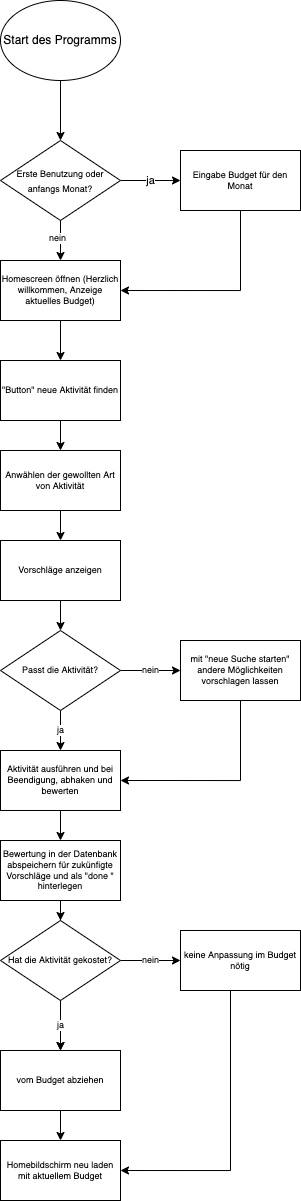 Start des Programms
Erste Benutzung oder
anfangs Monat?
ja
Eingabe Budget für den
Monat
nein
Homescreen öffnen (Herzlich
willkommen, Anzeige
aktuelles Budget)
"Button" neue Aktivität finden
Anwählen der gewollten Art
von Aktivität
Vorschläge anzeigen
Passt die Aktivität?
nein
mit "neue Suche starten"
andere Möglichkeiten
vorschlagen lassen
ja
Aktivität ausführen und bei
Beendigung, abhaken und
bewerten
Bewertung in der Datenbank
abspeichern für zukünfitge
Vorschläge und als "done "
hinterlegen
Hat die Aktivität gekostet?
nein
keine Anpassung im Budget
nötig
ja
vom Budget abziehen
Homebildschirm neu laden
mit aktuellem Budget